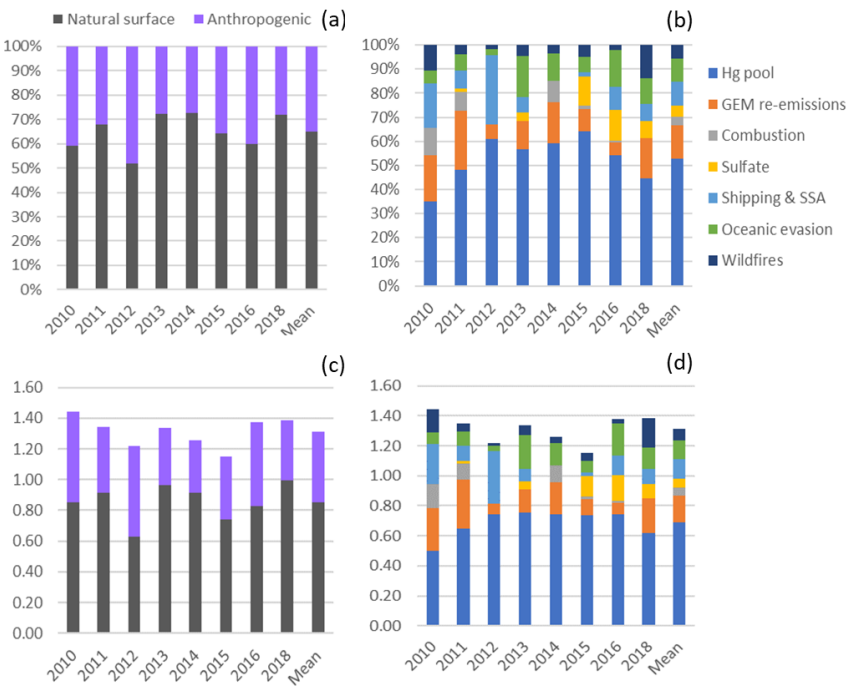 Natural surface Anthropogenic (a)
100%
90%
80%
70%
60%
50%
40%
30%
20%
10%
0%
2010 2011 2012 2013 2014 2015 2016 2018 Mean
(b)
100%
90%
80%
70%
60%
50%
40%
30%
20%
10%
0%
2010 2011 2012 2013 2014 2015 2016 2018 Mean
Hg pool
GEM re-emissions
Combustion
Sulfate
Shipping & SSA
Oceanic evasion
Wildfires
(c)
1.60
1.40
1.20
1.00
0.80
0.60
0.40
0.20
0.00
2010 2011 2012 2013 2014 2015 2016 2018 Mean
(d)
1.60
1.40
1.20
1.00
0.80
0.60
0.40
0.20
0.00
2010 2011 2012 2013 2014 2015 2016 2018 Mean